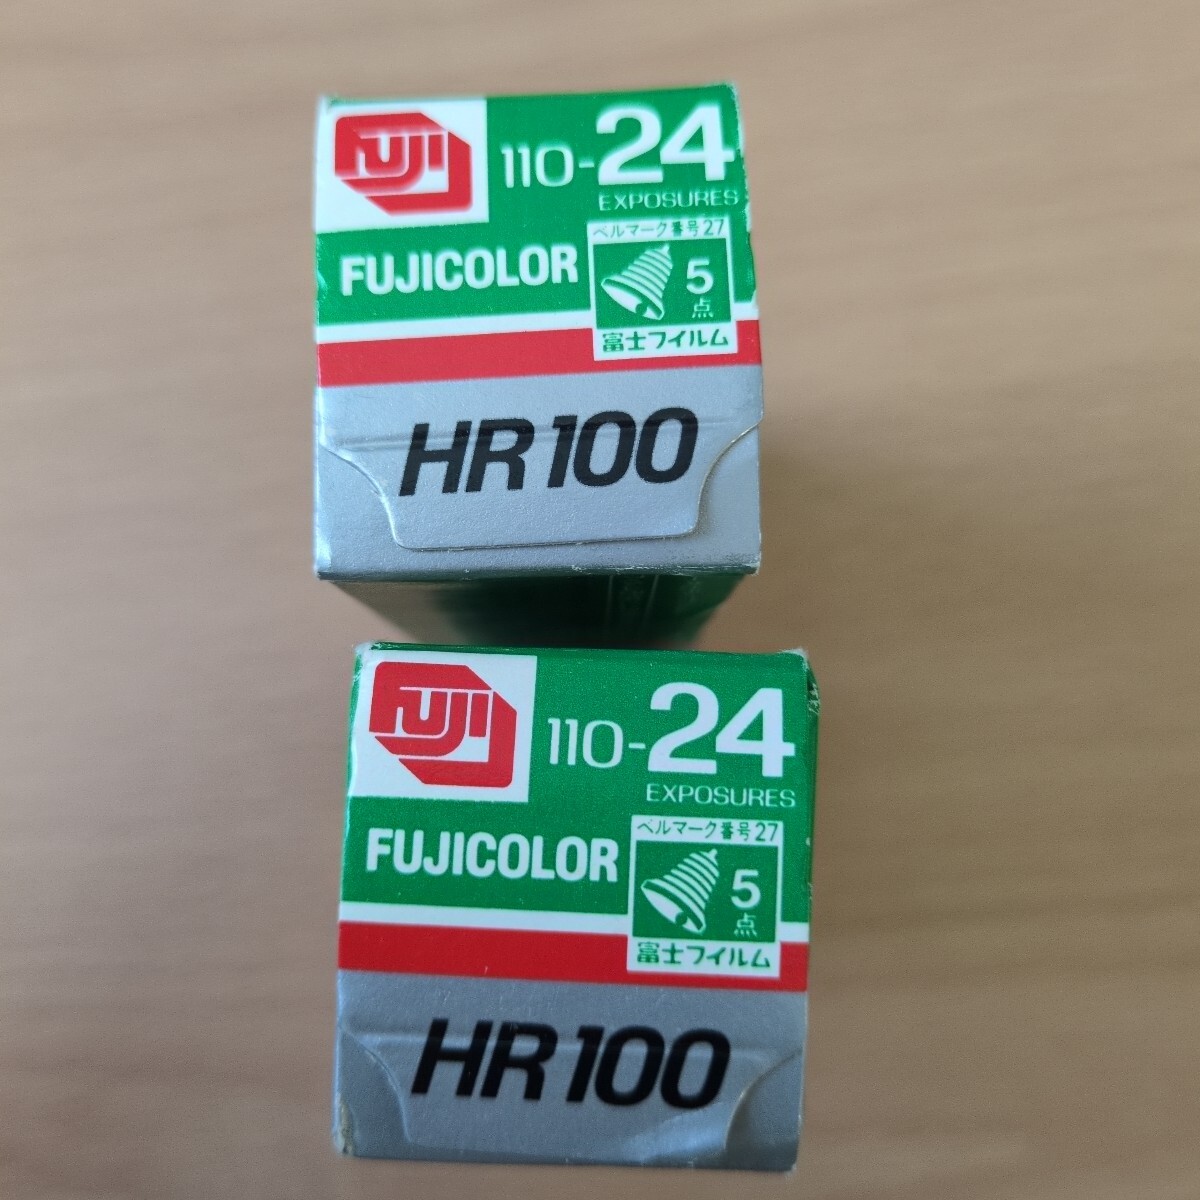 FUJI
110-24
EXPOSURES
FUJICOLOR
ベルマーク番号27
5
点
富士フイルム
HR100
FUJI
110-24
EXPOSURES
FUJICOLOR
ベルマーク番号27
5
点
富士フイルム
HR100